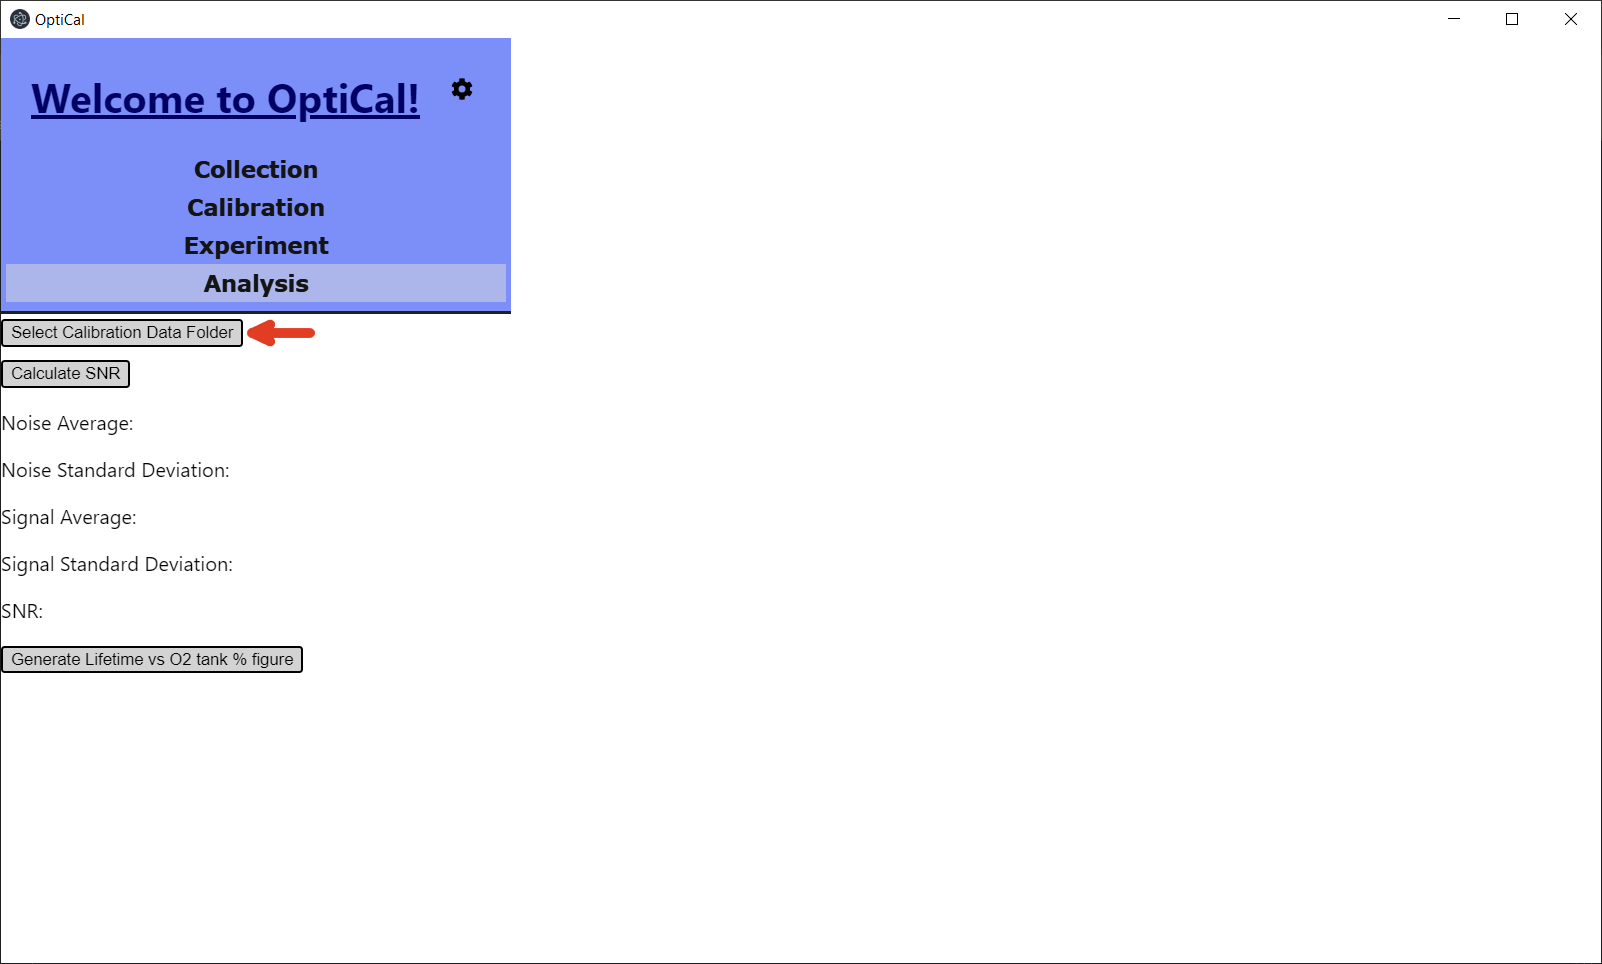 OptiCal
Welcome to OptiCal!
Collection
Calibration
Experiment
Analysis
Select Calibration Data Folder
Calculate SNR
Noise Average:
Noise Standard Deviation:
Signal Average:
Signal Standard Deviation:
SNR:
Generate Lifetime vs O2 tank % figure